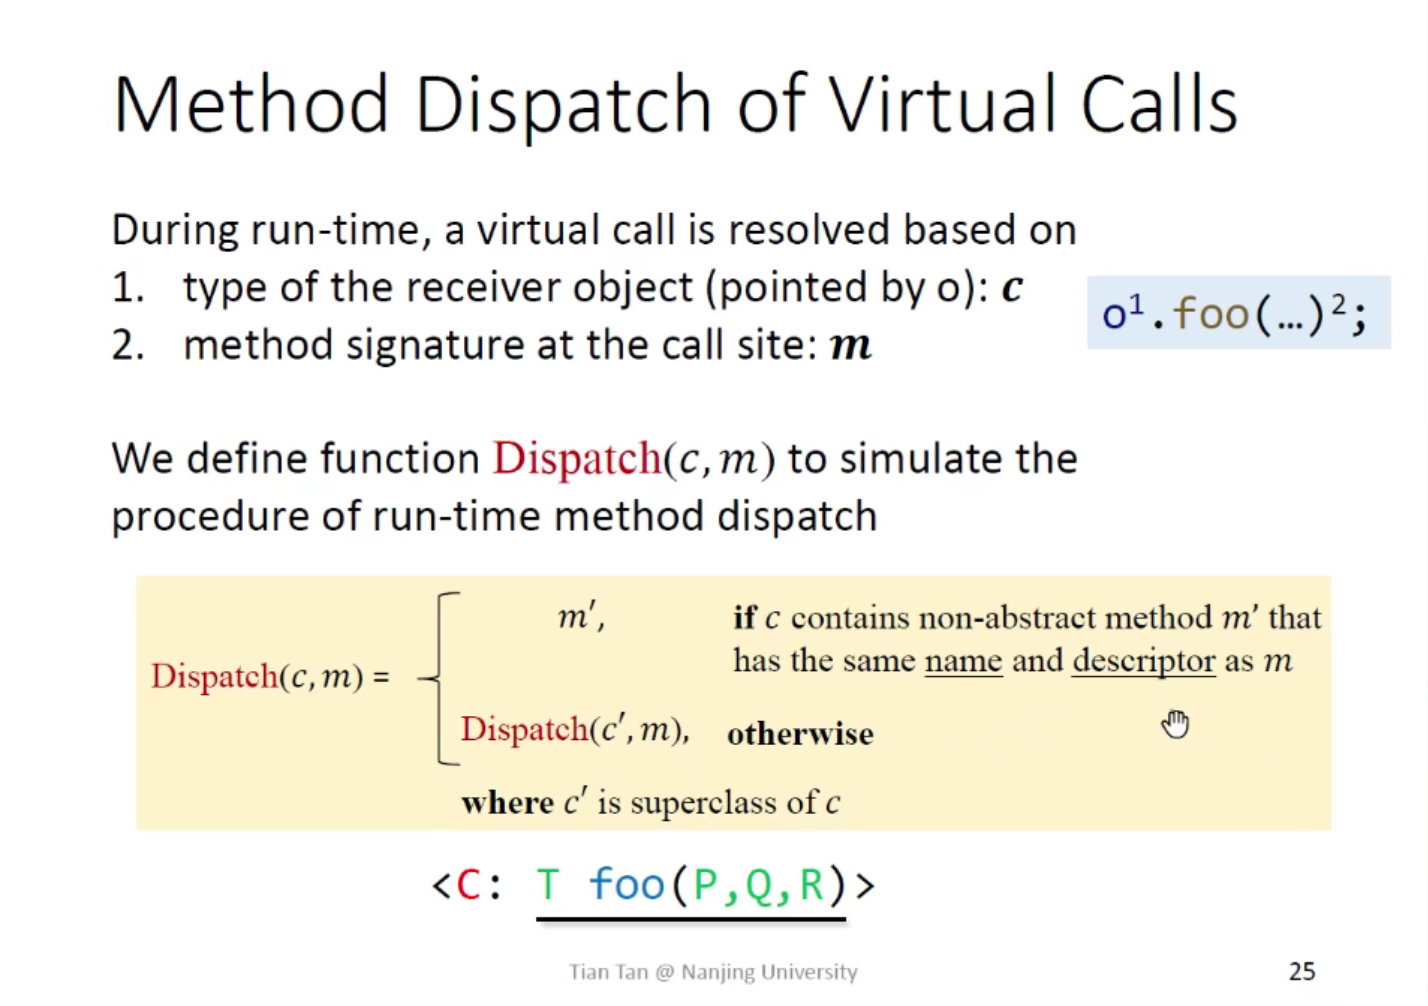 Method Dispatch of Virtual Calls
During run-time, a virtual call is resolved based on
1. type of the receiver object (pointed by o): c
2. method signature at the call site: m
o¹.foo(…)²;
We define function Dispatch(c, m) to simulate the
procedure of run-time method dispatch
Dispatch(c, m) =
m′, if c contains non-abstract method m′ that
has the same name and descriptor as m
Dispatch(c′, m), otherwise
where c′ is superclass of c
<C: T foo(P,Q,R)>
Tian Tan @ Nanjing University
25